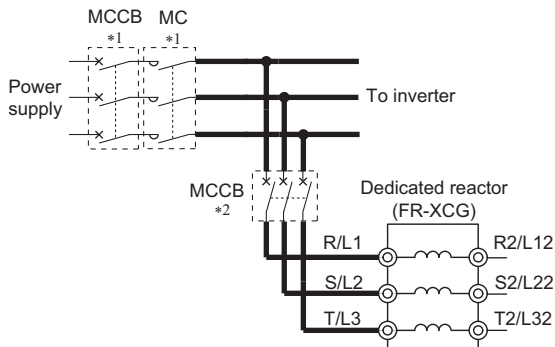 MCCB
*1
MC
*1
Power
supply
To inverter
MCCB
*2
Dedicated reactor
(FR-XCG)
R/L1
R2/L12
S/L2
S2/L22
T/L3
T2/L32